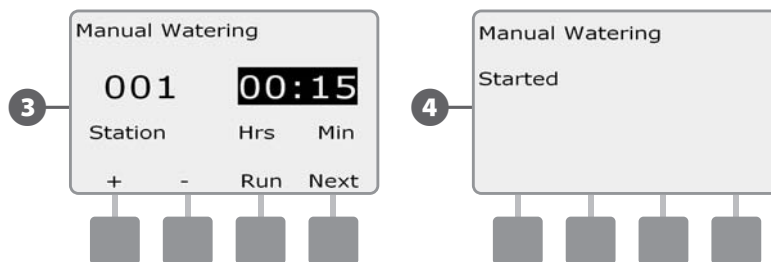 3
Manual Watering
001 00:15
Station Hrs Min
+ - Run Next
4
Manual Watering
Started